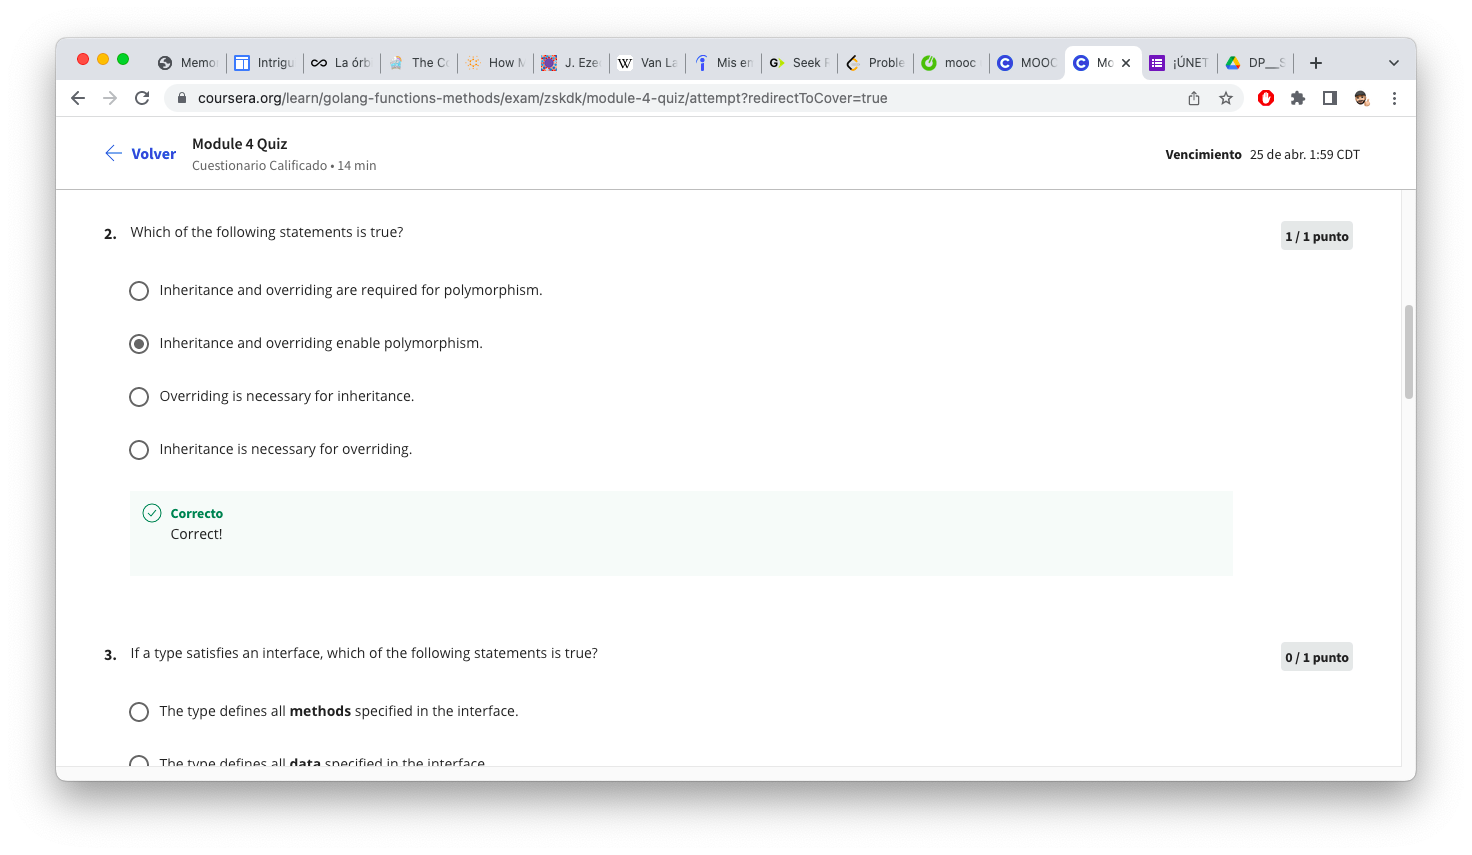 Memo
Intrigu
La órb
The Co
How M
J. Ezec
W Van La
Mis en
G Seek F
Proble
mooc
MOOC
Mo
¡ÚNET
DP__S
coursera.org/learn/golang-functions-methods/exam/zskdk/module-4-quiz/attempt?redirectToCover=true
Volver
Module 4 Quiz
Cuestionario Calificado • 14 min
Vencimiento 25 de abr. 1:59 CDT
2. Which of the following statements is true?
1 / 1 punto
Inheritance and overriding are required for polymorphism.
Inheritance and overriding enable polymorphism.
Overriding is necessary for inheritance.
Inheritance is necessary for overriding.
Correcto
Correct!
3. If a type satisfies an interface, which of the following statements is true?
0 / 1 punto
The type defines all methods specified in the interface.
The type defines all data specified in the interface